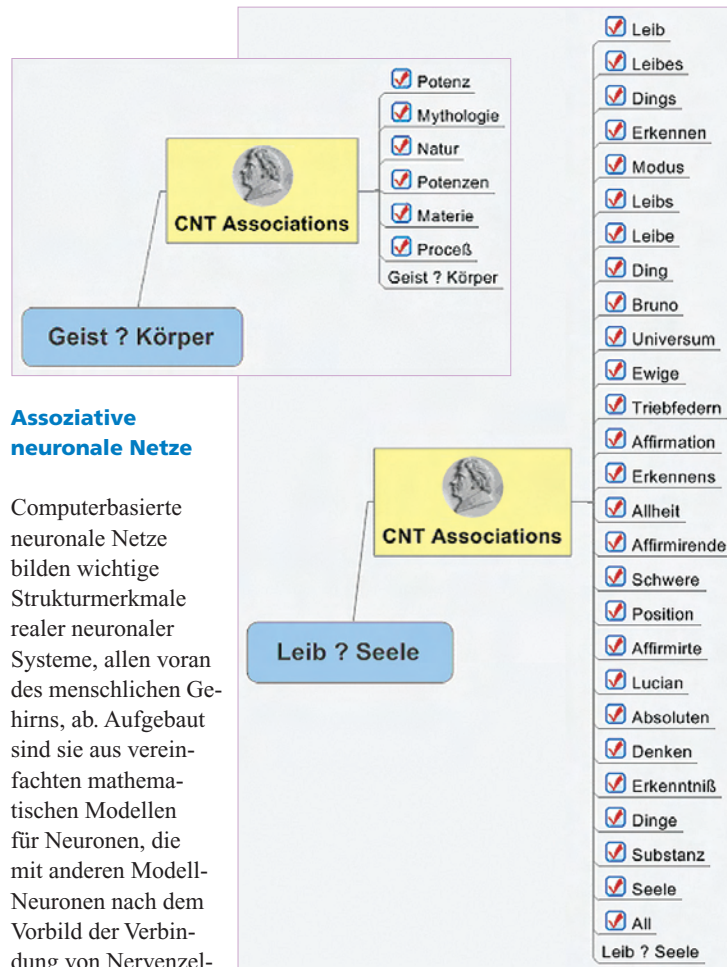 Potenz
Mythologie
Natur
Potenzen
Materie
Proceß
Geist ? Körper
CNT Associations
Geist ? Körper
Leib
Leibes
Dings
Erkennen
Modus
Leibs
Leibe
Ding
Bruno
Universum
Ewige
Triebfedern
Affirmation
Erkennens
Allheit
Affirmirende
Schwere
Position
Affirmirte
Lucian
Absoluten
Denken
Erkenntniß
Dinge
Substanz
Seele
All
Leib ? Seele
CNT Associations
Leib ? Seele
Assoziative
neuronale Netze
Computerbasierte
neuronale Netze
bilden wichtige
Strukturmerkmale
realer neuronaler
Systeme, allen voran
des menschlichen Ge-
hirns, ab. Aufgebaut
sind sie aus verein-
fachten mathema-
tischen Modellen
für Neuronen, die
mit anderen Modell-
Neuronen nach dem
Vorbild der Verbin-
dung von Nervenzel-